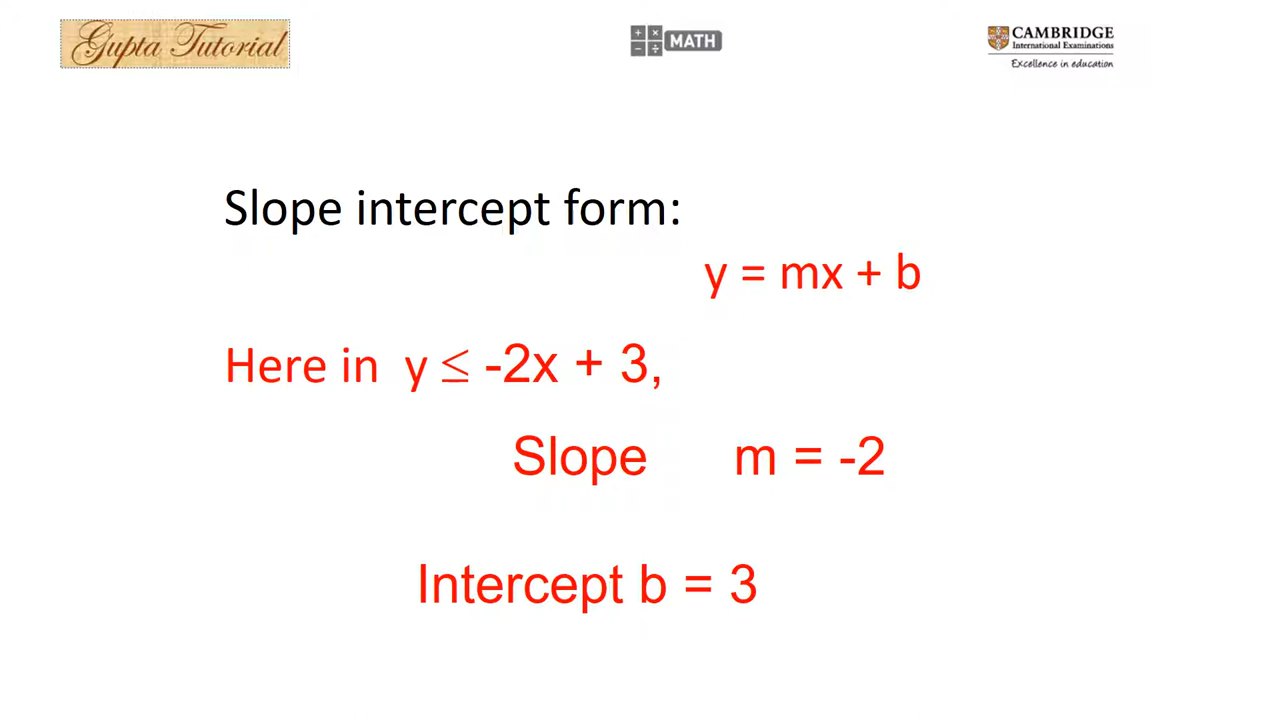 Gupta Tutorial
MATH
CAMBRIDGE
International Examinations
Excellence in education
Slope intercept form:
y = mx + b
Here in y ≤ -2x + 3,
Slope m = -2
Intercept b = 3